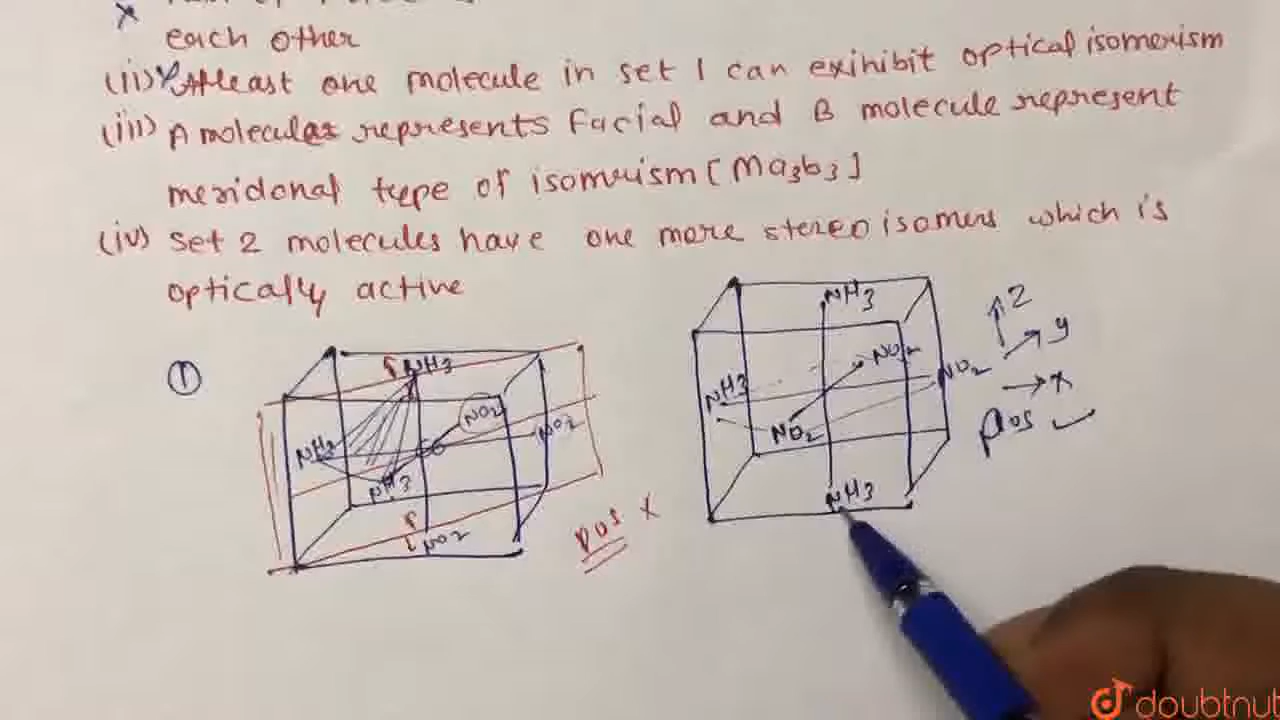 each other
(ii) Atleast one molecule in set 1 can exihibit optical isomerism
(iii) A molecules represents facial and B molecule represent
meridonal type of isomrism [Ma3b3]
(iv) set 2 molecules have one more stereo isomers which is
optically active
①
NH3
NO2
NH3
NO2
NH3
NO2
POS X
NH3
NO2
NH3
NO2
NO2
NH3
Z
y
x
pos ✓
doubtnut